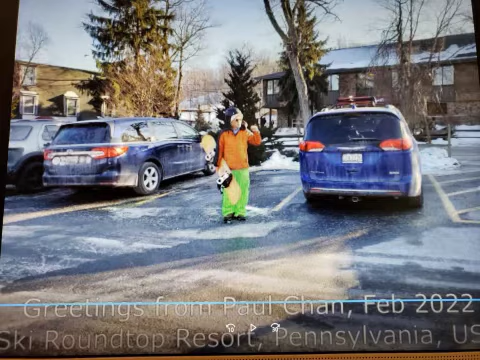 Greetings from Paul Chan, Feb 2022
Ski Roundtop Resort, Pennsylvania, US